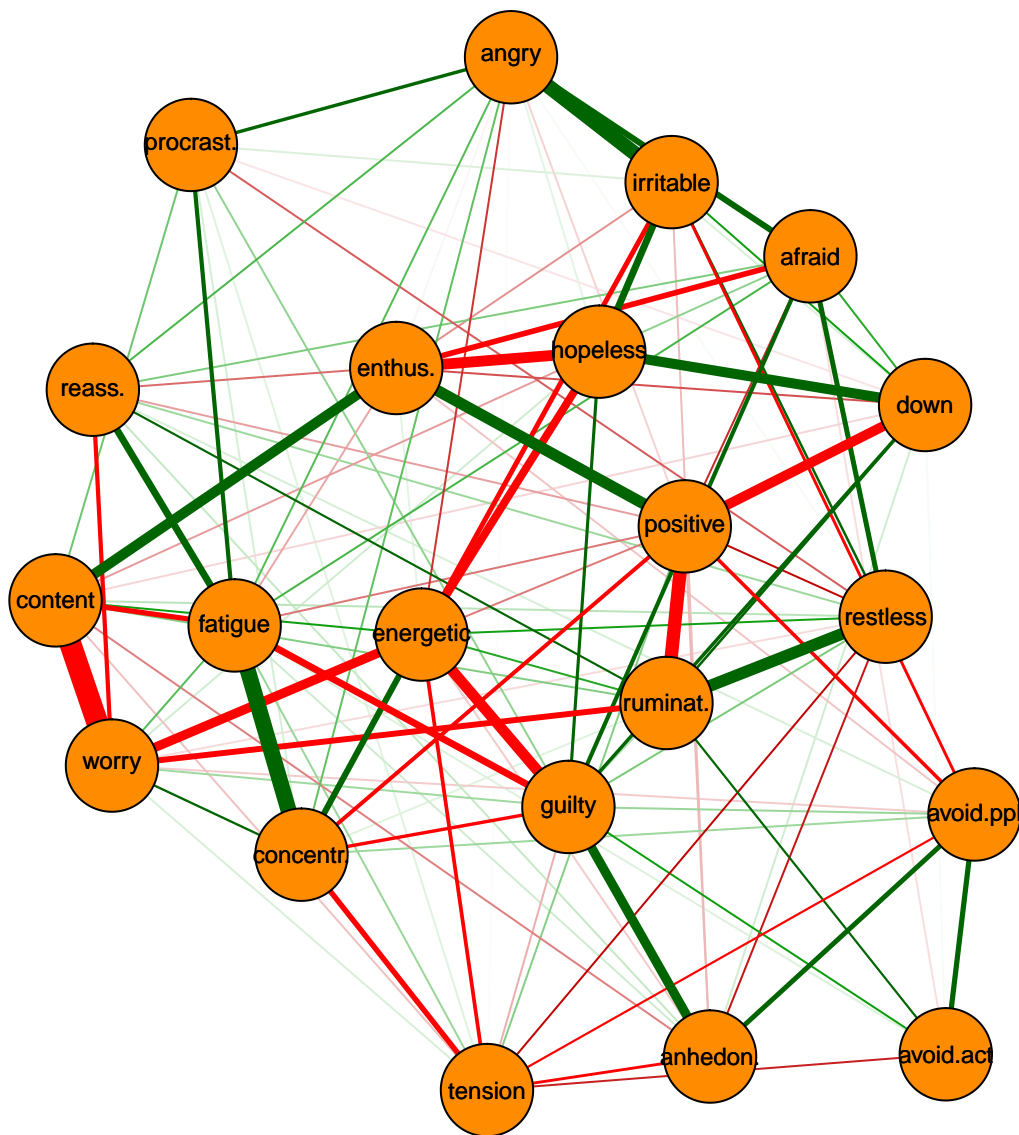 angry
procrast.
irritable
afraid
hopeless
enthus.
reass.
down
positive
content
restless
fatigue
energetic
ruminat.
worry
guilty
avoid.ppl
concentr.
anhedon.
avoid.act
tension